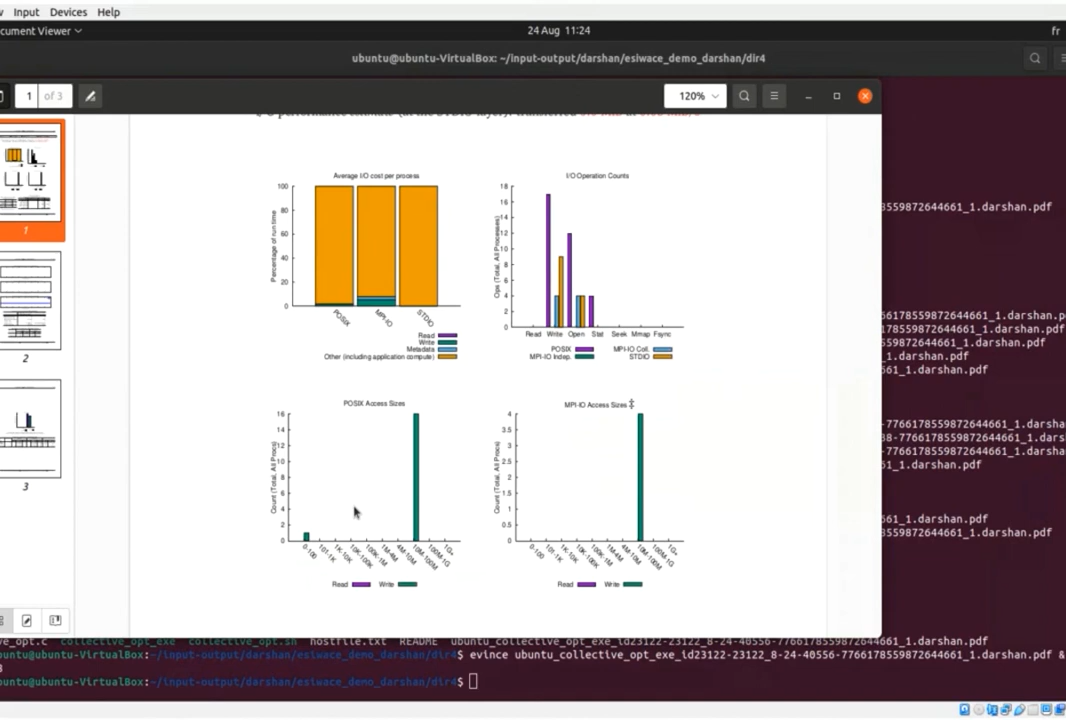 Input Devices Help
cument Viewer
24 Aug 11:24
fr
ubuntu@ubuntu-VirtualBox: ~/input-output/darshan/esiwace_demo_darshan/dir4
1 of 3
120%
Average I/O cost per process
Percentage of run time
100
80
60
40
20
0
POSIX
MPI-IO
STDIO
Read
Write
Metadata
Other (including application compute)
I/O Operation Counts
Ops (Total, All Processes)
18
16
14
12
10
8
6
4
2
0
Read Write Open Stat Seek Mmap Fsync
POSIX MPI-IO Coll.
MPI-IO Indep. STDIO
POSIX Access Sizes
Count (Total, All Procs)
16
14
12
10
8
6
4
2
0
0-100
101-1K
1K-10K
10K-100K
100K-1M
1M-4M
4M-10M
10M-100M
100M-1G
1G+
Read Write
MPI-IO Access Sizes ‡
Count (Total, All Procs)
4
3.5
3
2.5
2
1.5
1
0.5
0
0-100
101-1K
1K-10K
10K-100K
100K-1M
1M-4M
4M-10M
10M-100M
100M-1G
1G+
Read Write
1
2
3
8559872644661_1.darshan.pdf
6617855987264­4661_1.darshan.pdf
78559872644661_1.darshan.pdf
_1.darshan.pdf
61_1.darshan.pdf
-7766178559872644661_1.darsha
38-7766178559872644661_1.darsh
-7766178559872644661_1.darsha
51_1.darshan.pdf
561_1.darshan.pdf
4661_1.darshan.pdf
ve_opt.c collective_opt_exe collective_opt.sh hostfile.txt README ubuntu_collective_opt_exe_id23122-23122_8-24-40556-7766178559872644661_1.darshan.pdf
buntu@ubuntu-VirtualBox:~/input-output/darshan/esiwace_demo_darshan/dir4$ evince ubuntu_collective_opt_exe_id23122-23122_8-24-40556-7766178559872644661_1.darshan.pdf &
8
buntu@ubuntu-VirtualBox:~/input-output/darshan/esiwace_demo_darshan/dir4$